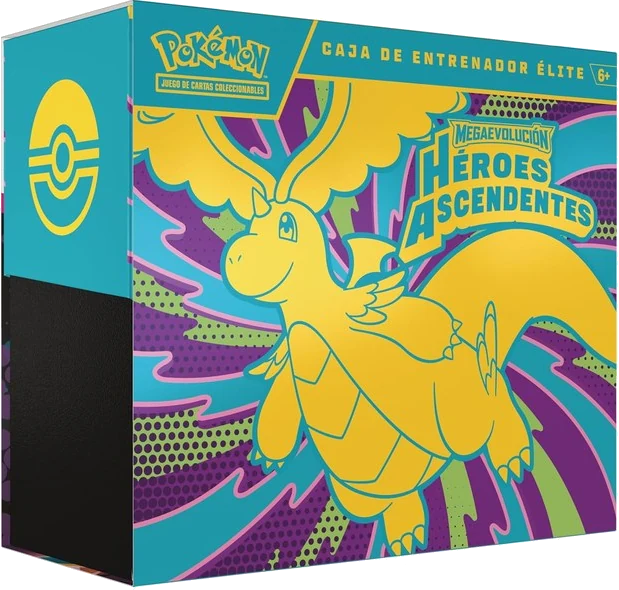 Pokémon
JUEGO DE CARTAS COLECCIONABLES
CAJA DE ENTRENADOR ÉLITE
6+
MEGAEVOLUCIÓN
HÉROES
ASCENDENTES